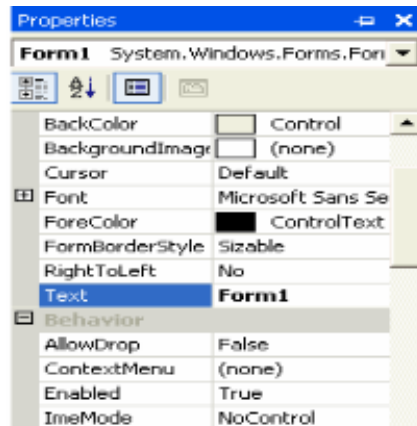 Properties
Form1 System.Windows.Forms.Forn
BackColor Control
BackgroundImage (none)
Cursor Default
Font Microsoft Sans Se
ForeColor ControlText
FormBorderStyle Sizable
RightToLeft No
Text Form1
Behavior
AllowDrop False
ContextMenu (none)
Enabled True
ImeMode NoControl